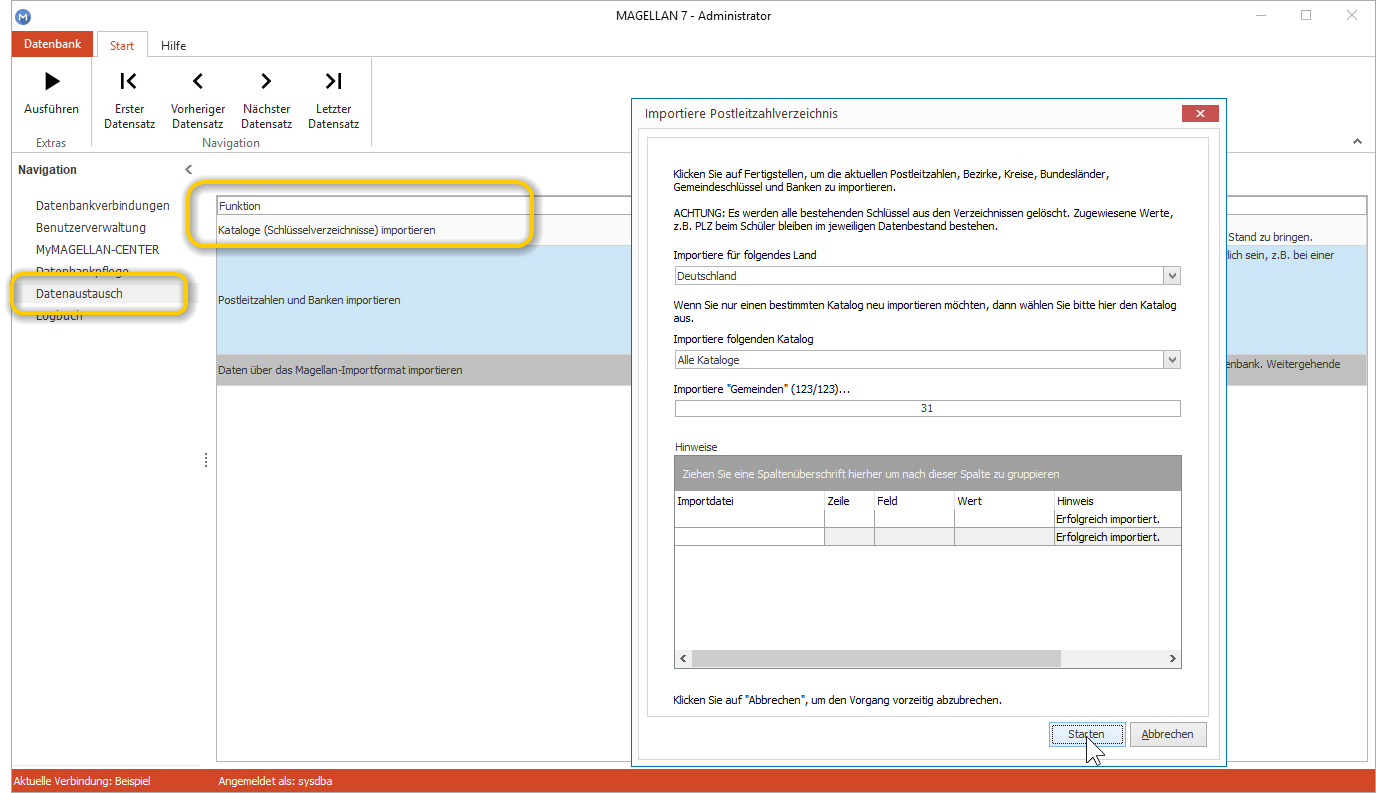 MAGELLAN 7 - Administrator
Datenbank
Start
Hilfe
Ausführen
Erster
Datensatz
Vorheriger
Datensatz
Nächster
Datensatz
Letzter
Datensatz
Extras
Navigation
Navigation
Datenbankverbindungen
Benutzerverwaltung
MyMAGELLAN-CENTER
Datenbankpflege
Datenaustausch
Logbuch
Funktion
Kataloge (Schlüsselverzeichnisse) importieren
Stand zu bringen.
lich sein, z.B. bei einer
Postleitzahlen und Banken importieren
Daten über das Magellan-Importformat importieren
enbank. Weitergehende
Importiere Postleitzahlverzeichnis
Klicken Sie auf Fertigstellen, um die aktuellen Postleitzahlen, Bezirke, Kreise, Bundesländer,
Gemeindeschlüssel und Banken zu importieren.
ACHTUNG: Es werden alle bestehenden Schlüssel aus den Verzeichnissen gelöscht. Zugewiesene Werte,
z.B. PLZ beim Schüler bleiben im jeweiligen Datenbestand bestehen.
Importiere für folgendes Land
Deutschland
Wenn Sie nur einen bestimmten Katalog neu importieren möchten, dann wählen Sie bitte hier den Katalog
aus.
Importiere folgenden Katalog
Alle Kataloge
Importiere "Gemeinden" (123/123)...
31
Hinweise
Ziehen Sie eine Spaltenüberschrift hierher um nach dieser Spalte zu gruppieren
Importdatei Zeile Feld Wert Hinweis
Erfolgreich importiert.
Erfolgreich importiert.
Klicken Sie auf "Abbrechen", um den Vorgang vorzeitig abzubrechen.
Starten
Abbrechen
Aktuelle Verbindung: Beispiel
Angemeldet als: sysdba